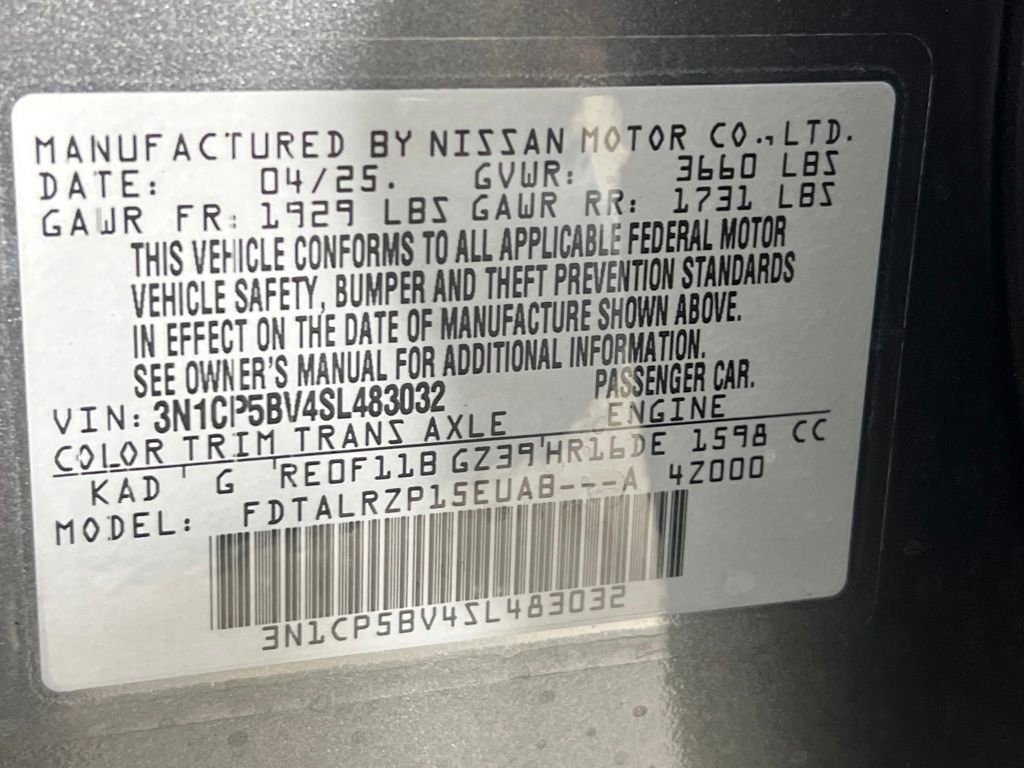 MANUFACTURED BY NISSAN MOTOR CO., LTD.
DATE: 04/25. GVWR: 3660 LBS
GAWR FR: 1929 LBS GAWR RR: 1731 LBS
THIS VEHICLE CONFORMS TO ALL APPLICABLE FEDERAL MOTOR
VEHICLE SAFETY, BUMPER AND THEFT PREVENTION STANDARDS
IN EFFECT ON THE DATE OF MANUFACTURE SHOWN ABOVE.
SEE OWNER'S MANUAL FOR ADDITIONAL INFORMATION.
VIN: 3N1CP5BV4SL483032 PASSENGER CAR.
COLOR TRIM TRANS AXLE ENGINE
KAD G RE0F11B GZ39 HR16DE 1598 CC
MODEL: FDTALRZP15EUAB---A 4Z000
3N1CP5BV4SL483032